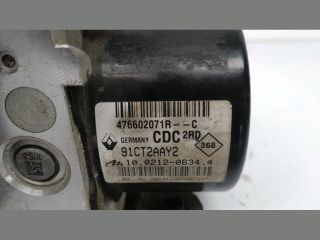 476602071R--C
GERMANY CDC 2RD
368
91CT2AAY2
10.0212-0634.4